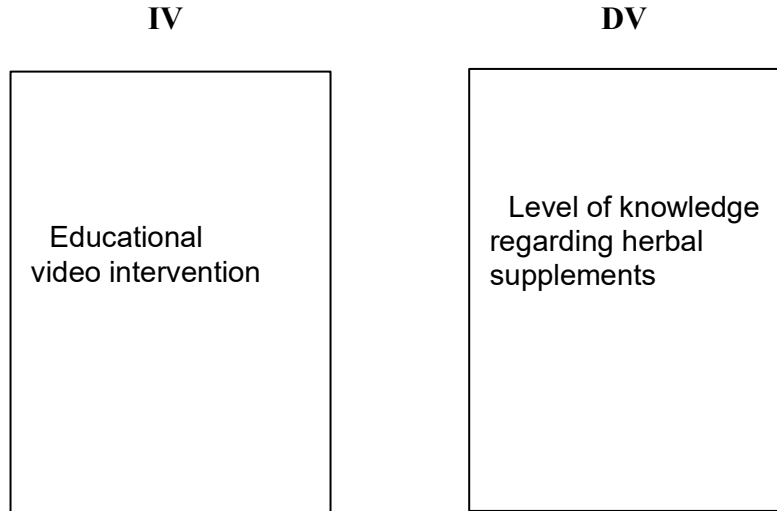 IV
DV
Educational
video intervention
Level of knowledge
regarding herbal
supplements